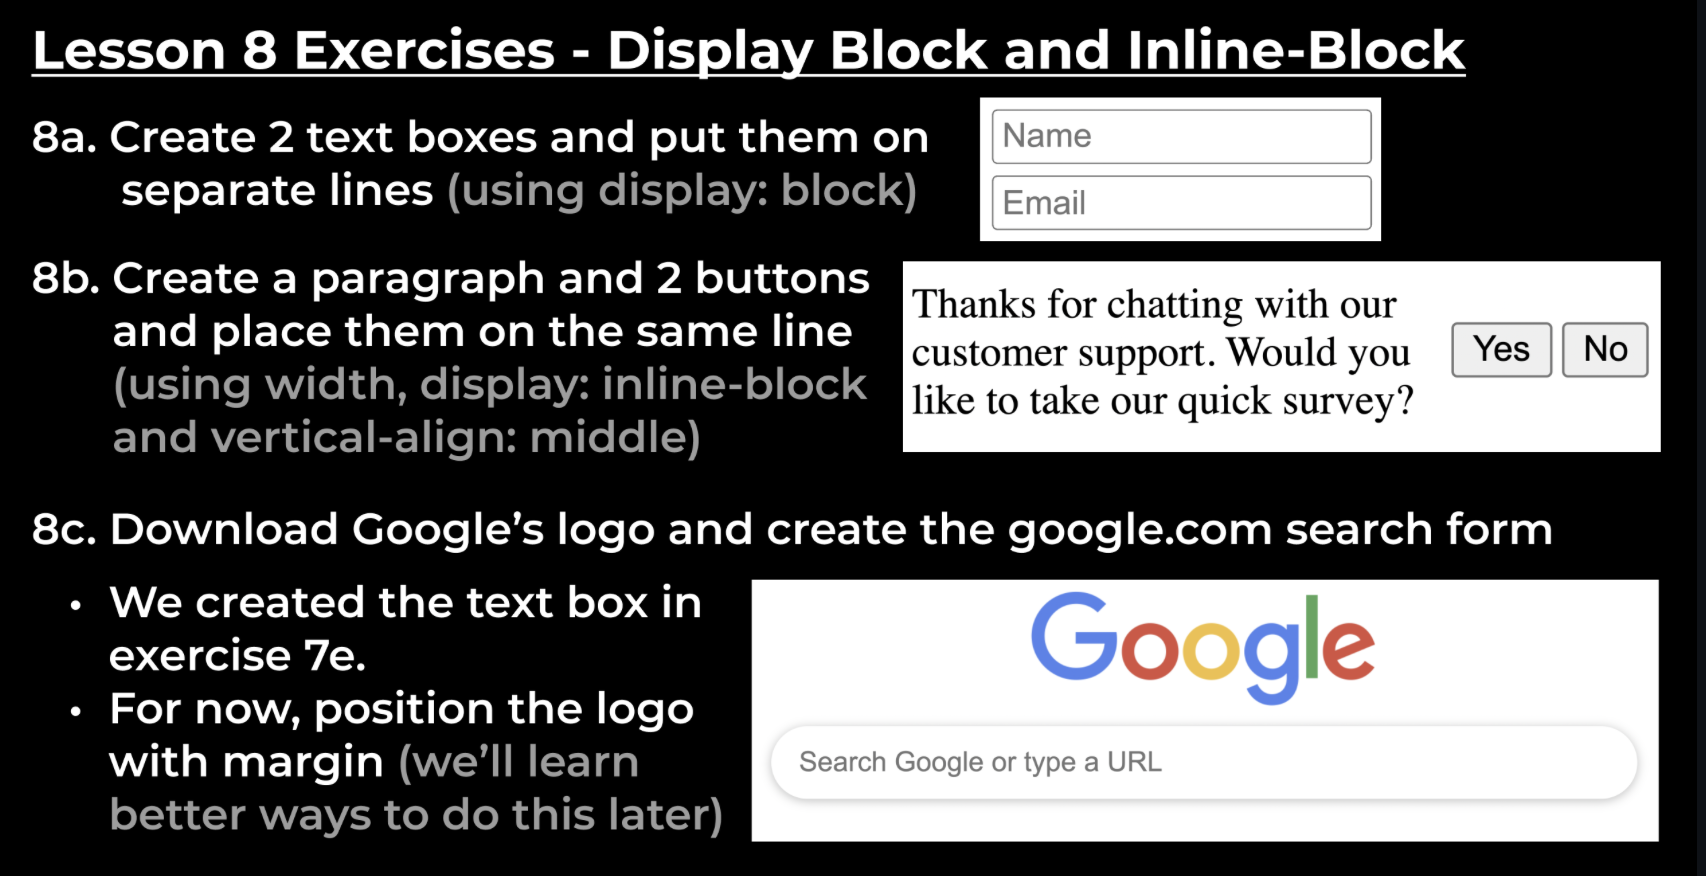 Lesson 8 Exercises - Display Block and Inline-Block
8a. Create 2 text boxes and put them on
separate lines (using display: block)
Name
Email
8b. Create a paragraph and 2 buttons
and place them on the same line
(using width, display: inline-block
and vertical-align: middle)
Thanks for chatting with our
customer support. Would you
like to take our quick survey?
Yes No
8c. Download Google’s logo and create the google.com search form
• We created the text box in
exercise 7e.
• For now, position the logo
with margin (we’ll learn
better ways to do this later)
Google
Search Google or type a URL